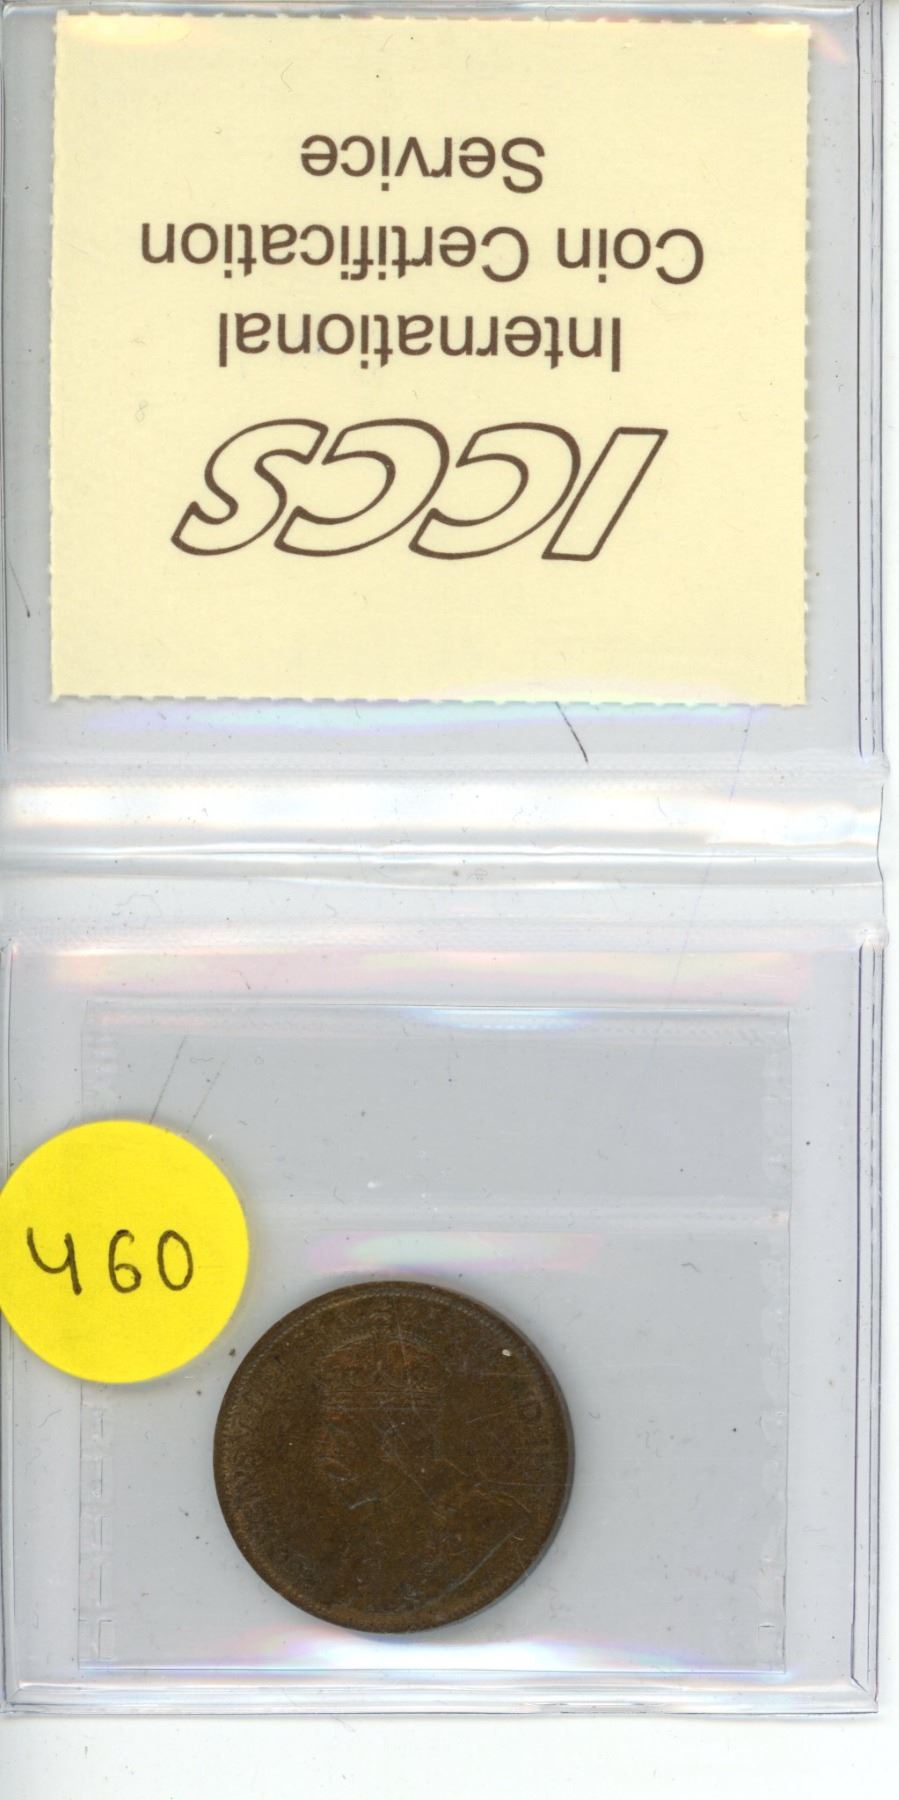 ICCS
International
Coin Certification
Service
460